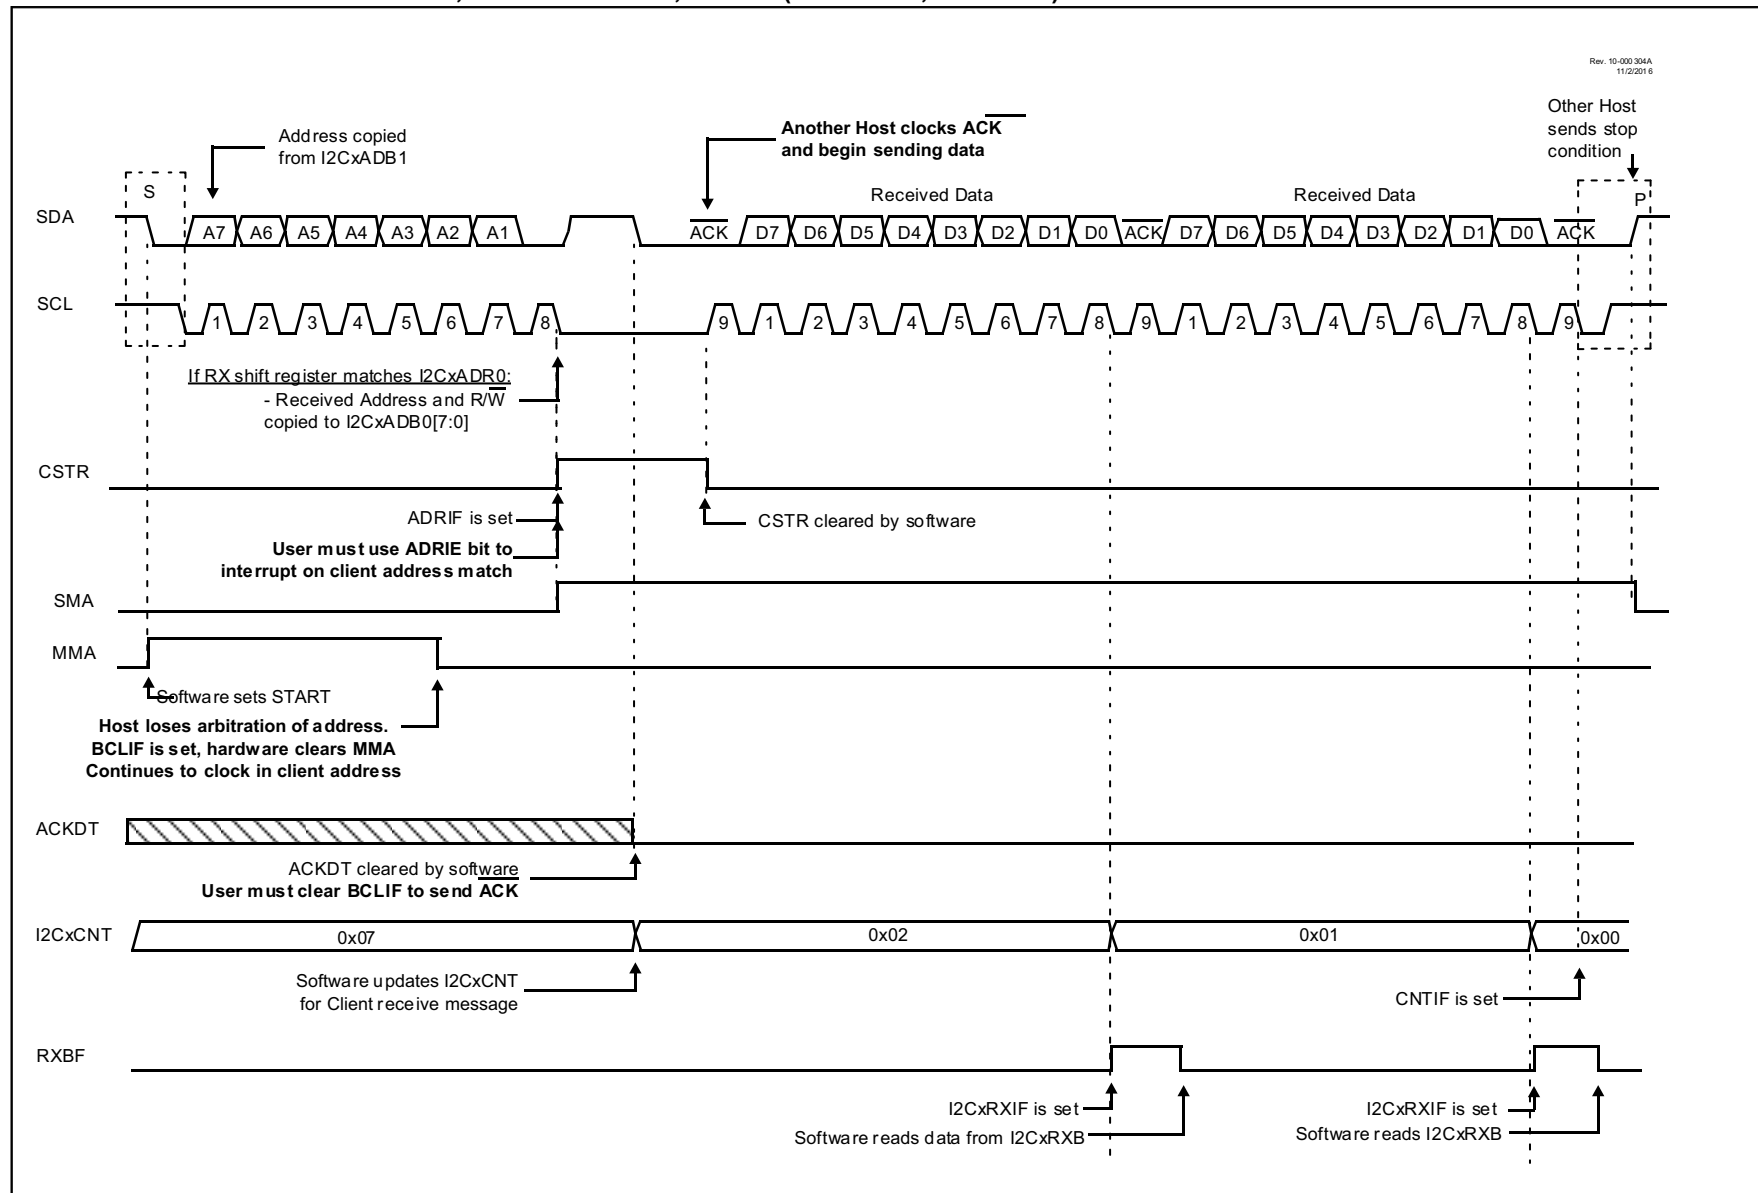 Rev. 10-000304A
11/2/2016
Other Host
sends stop
condition
Address copied
from I2CxADB1
Another Host clocks ACK
and begin sending data
S
Received Data
Received Data
P
SDA
A7 A6 A5 A4 A3 A2 A1 ACK D7 D6 D5 D4 D3 D2 D1 D0 ACK D7 D6 D5 D4 D3 D2 D1 D0 ACK
SCL
1 2 3 4 5 6 7 8 9 1 2 3 4 5 6 7 8 9 1 2 3 4 5 6 7 8 9
If RX shift register matches I2CxADR0:
- Received Address and R/W
copied to I2CxADB0[7:0]
CSTR
ADRIF is set
CSTR cleared by software
User must use ADRIE bit to
interrupt on client address match
SMA
MMA
Software sets START
Host loses arbitration of address.
BCLIF is set, hardware clears MMA
Continues to clock in client address
ACKDT
ACKDT cleared by software
User must clear BCLIF to send ACK
I2CxCNT
0x07 0x02 0x01 0x00
Software updates I2CxCNT
for Client receive message
CNTIF is set
RXBF
I2CxRXIF is set
Software reads data from I2CxRXB
I2CxRXIF is set
Software reads I2CxRXB